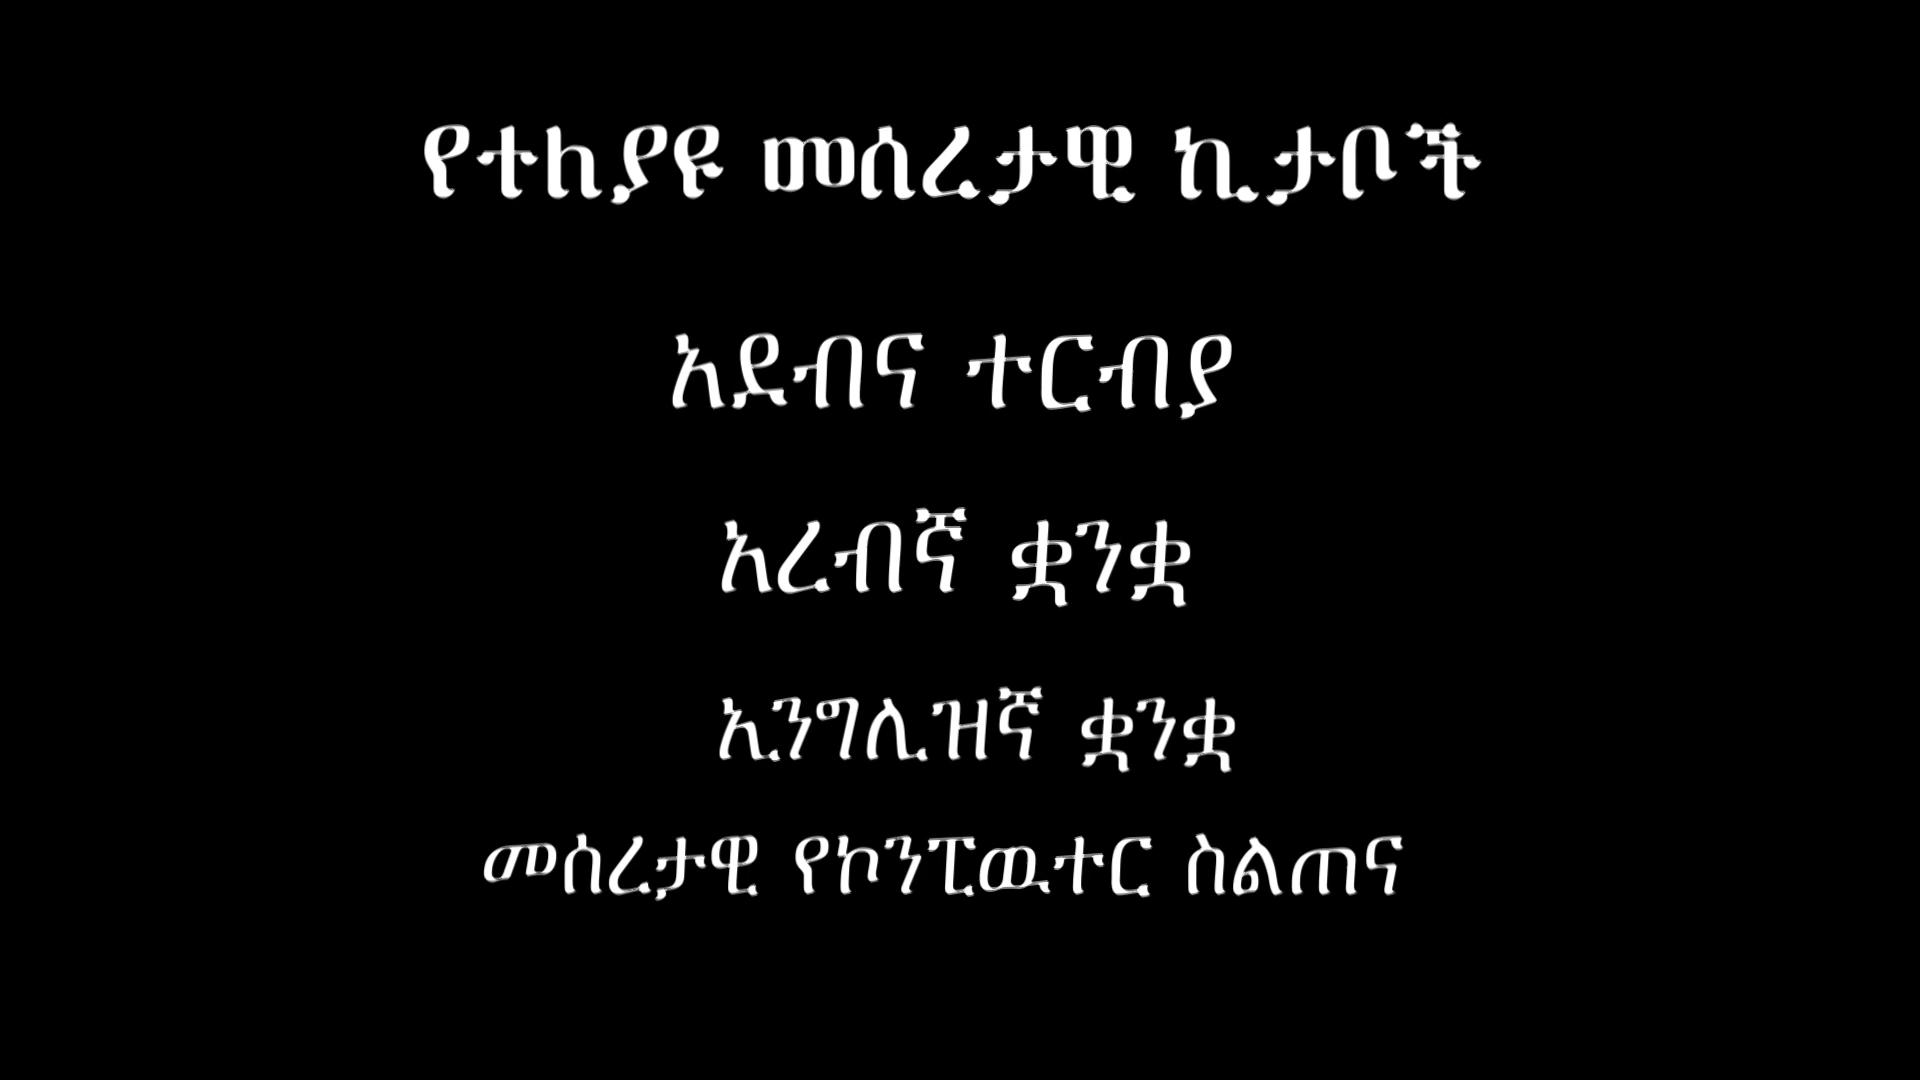 የተለያዩ መሰረታዊ ኪታቦች
አደብና ተርብያ
አረብኛ ቋንቋ
ኢንግሊዝኛ ቋንቋ
መሰረታዊ የኮንፒዉተር ስልጠና